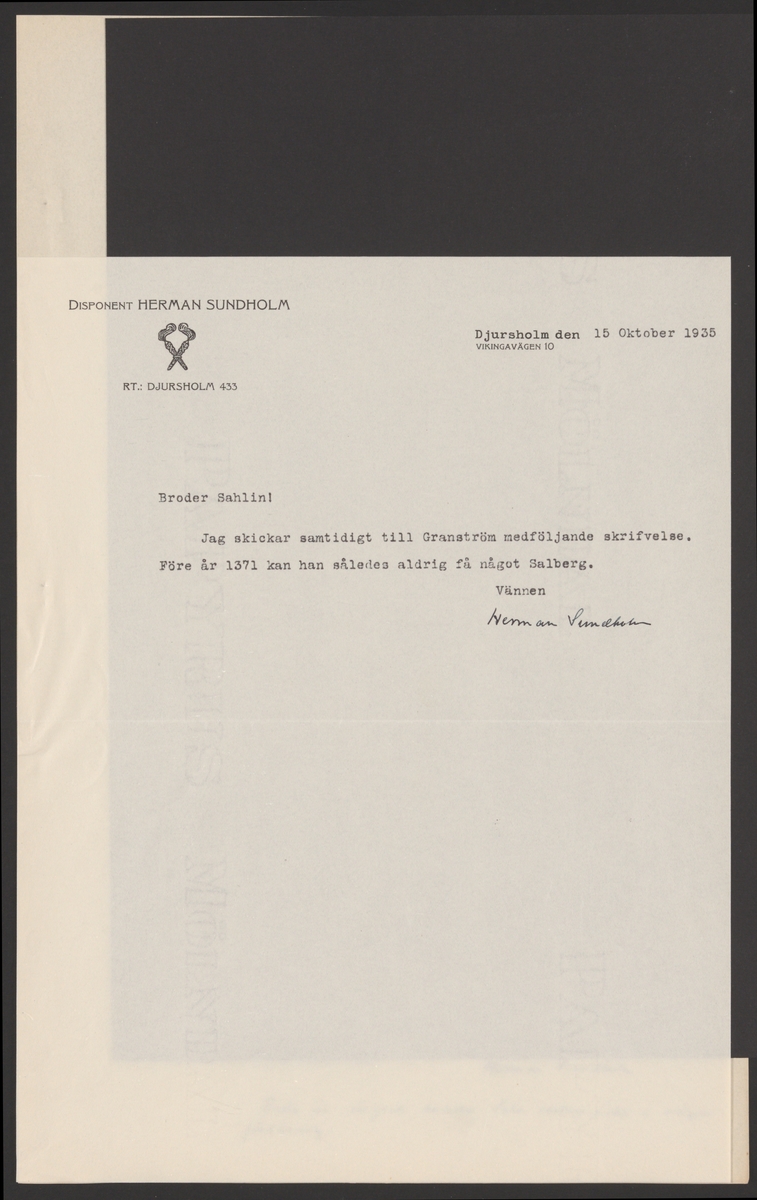 DISPONENT HERMAN SUNDHOLM
RT.: DJURSHOLM 433
Djursholm den 15 Oktober 1935
VIKINGAVÄGEN 10
Broder Sahlin!
Jag skickar samtidigt till Granström medföljande skrifvelse.
Före år 1371 kan han således aldrig få något Salberg.
Vännen
Herman Sundholm